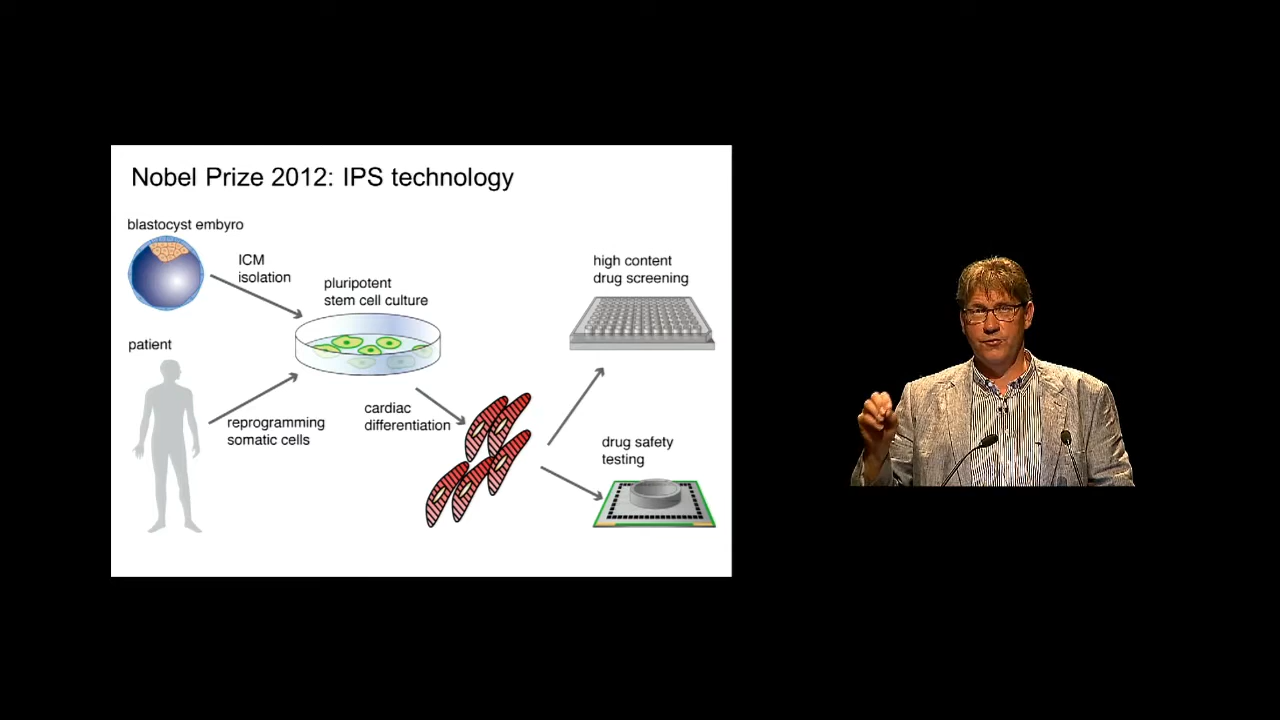 Nobel Prize 2012: IPS technology
blastocyst embyro
ICM
isolation
pluripotent
stem cell culture
high content
drug screening
patient
reprogramming
somatic cells
cardiac
differentiation
drug safety
testing